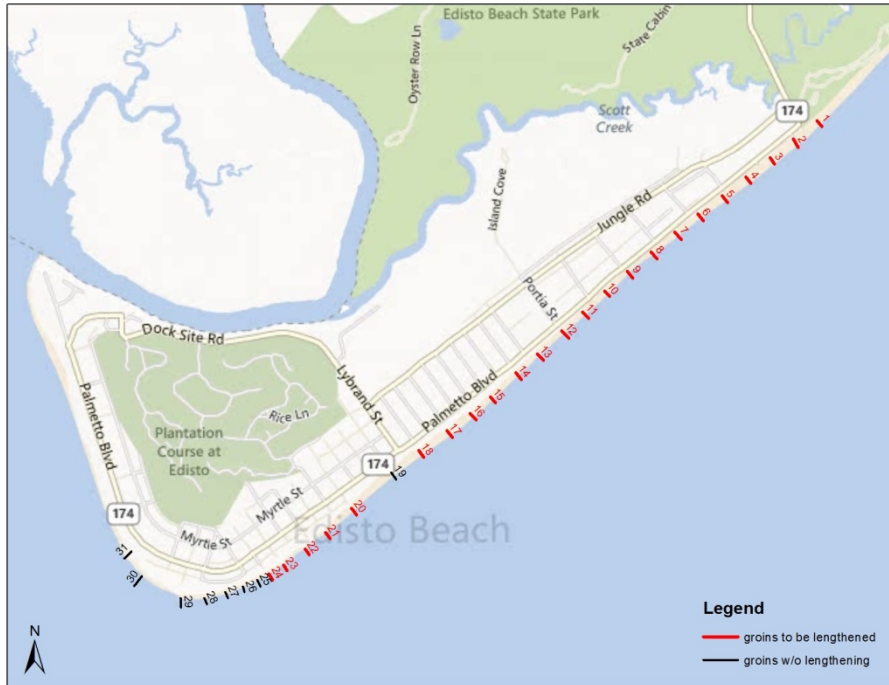 Edisto Beach State Park
Oyster Row Ln
State Cabin
174
Scott
Creek
Island Cove
Jungle Rd
Portia St
Dock Site Rd
Lybrand St
Palmetto Blvd
Palmetto Blvd
Rice Ln
Plantation
Course at
Edisto
174
174
Myrtle St
Myrtle St
Edisto Beach
1
2
3
4
5
6
7
8
9
10
11
12
13
14
15
16
17
18
19
20
21
22
23
24
25
26
27
28
29
30
31
N
Legend
groins to be lengthened
groins w/o lengthening